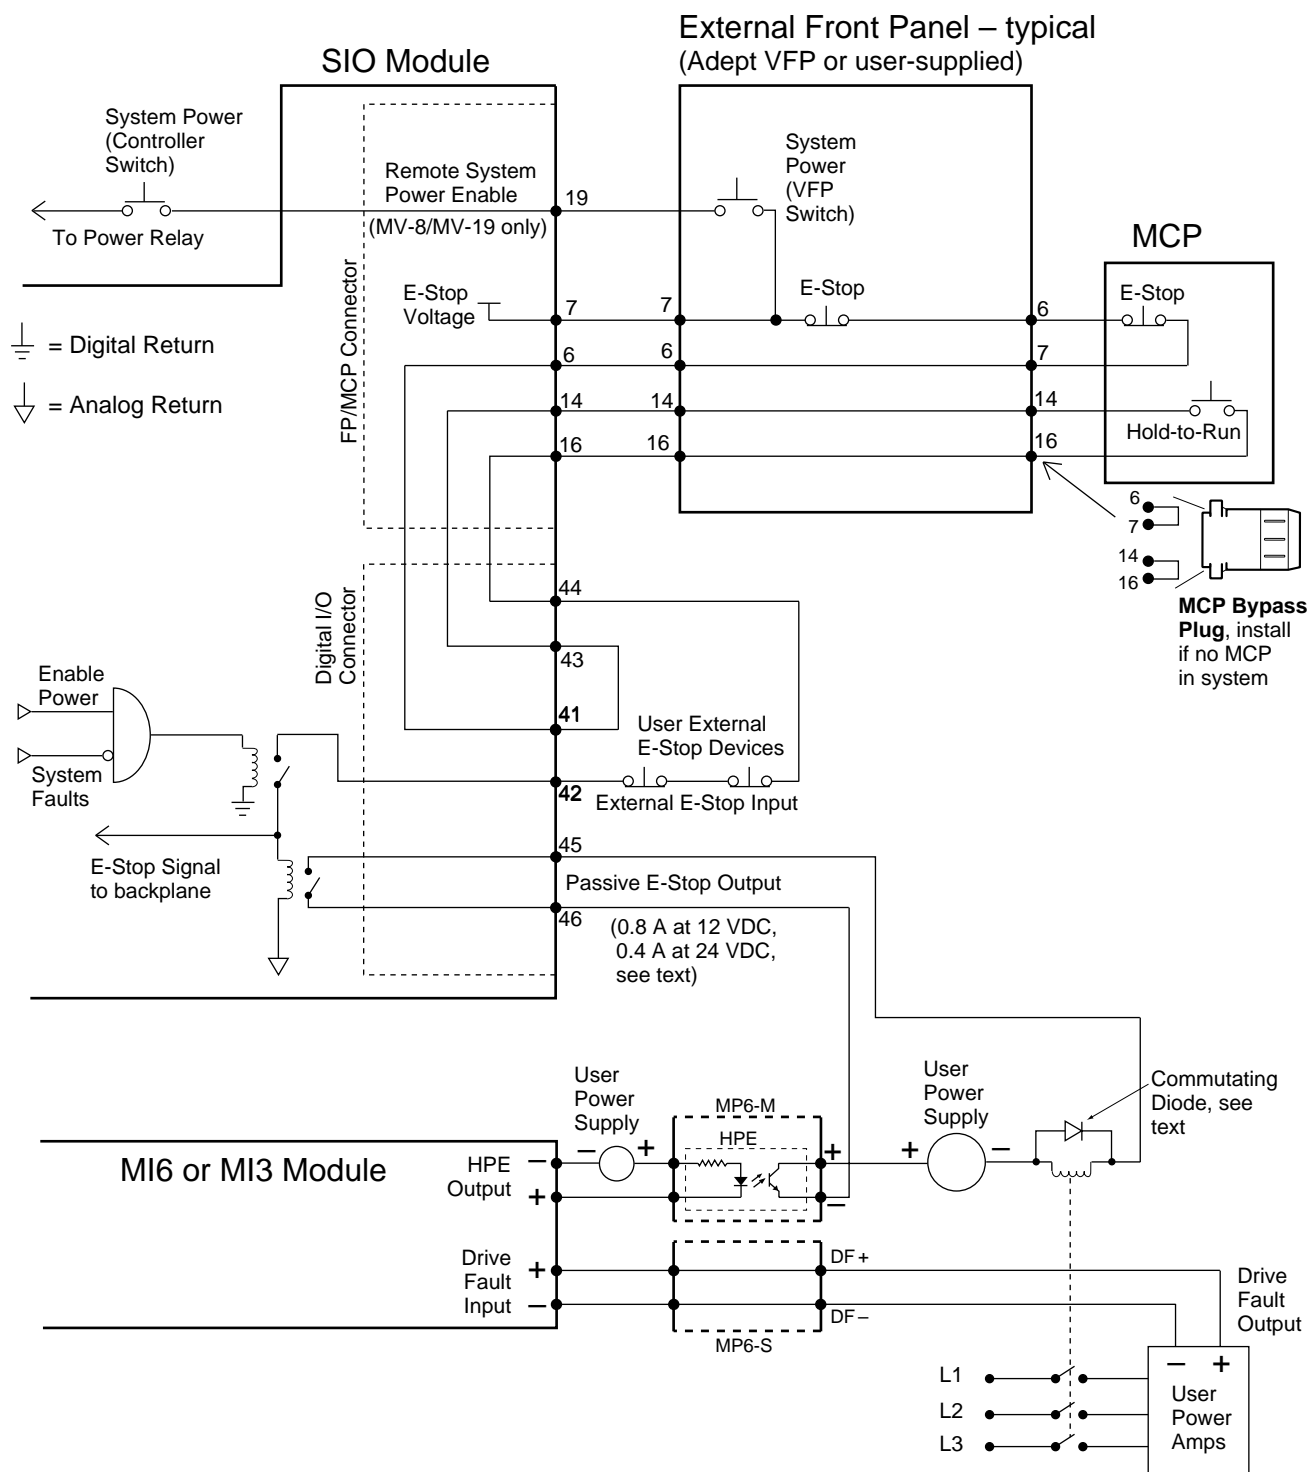 External Front Panel – typical
(Adept VFP or user-supplied)
SIO Module
System Power
(Controller
Switch)
To Power Relay
Remote System
Power Enable
(MV-8/MV-19 only)
19
System
Power
(VFP
Switch)
MCP
FP/MCP Connector
E-Stop
Voltage
7
7
E-Stop
6
E-Stop
6
6
7
14
14
14
Hold-to-Run
16
16
16
= Digital Return
= Analog Return
6
7
14
16
MCP Bypass
Plug, install
if no MCP
in system
Digital I/O
Connector
44
43
41
42
User External
E-Stop Devices
External E-Stop Input
Enable
Power
System
Faults
E-Stop Signal
to backplane
45
Passive E-Stop Output
46
(0.8 A at 12 VDC,
0.4 A at 24 VDC,
see text)
User
Power
Supply
MP6-M
HPE
User
Power
Supply
Commutating
Diode, see
text
MI6 or MI3 Module
HPE
Output
–
+
+
+
–
+
–
Drive
Fault
Input
+
–
DF +
DF –
MP6-S
Drive
Fault
Output
– +
User
Power
Amps
L1
L2
L3